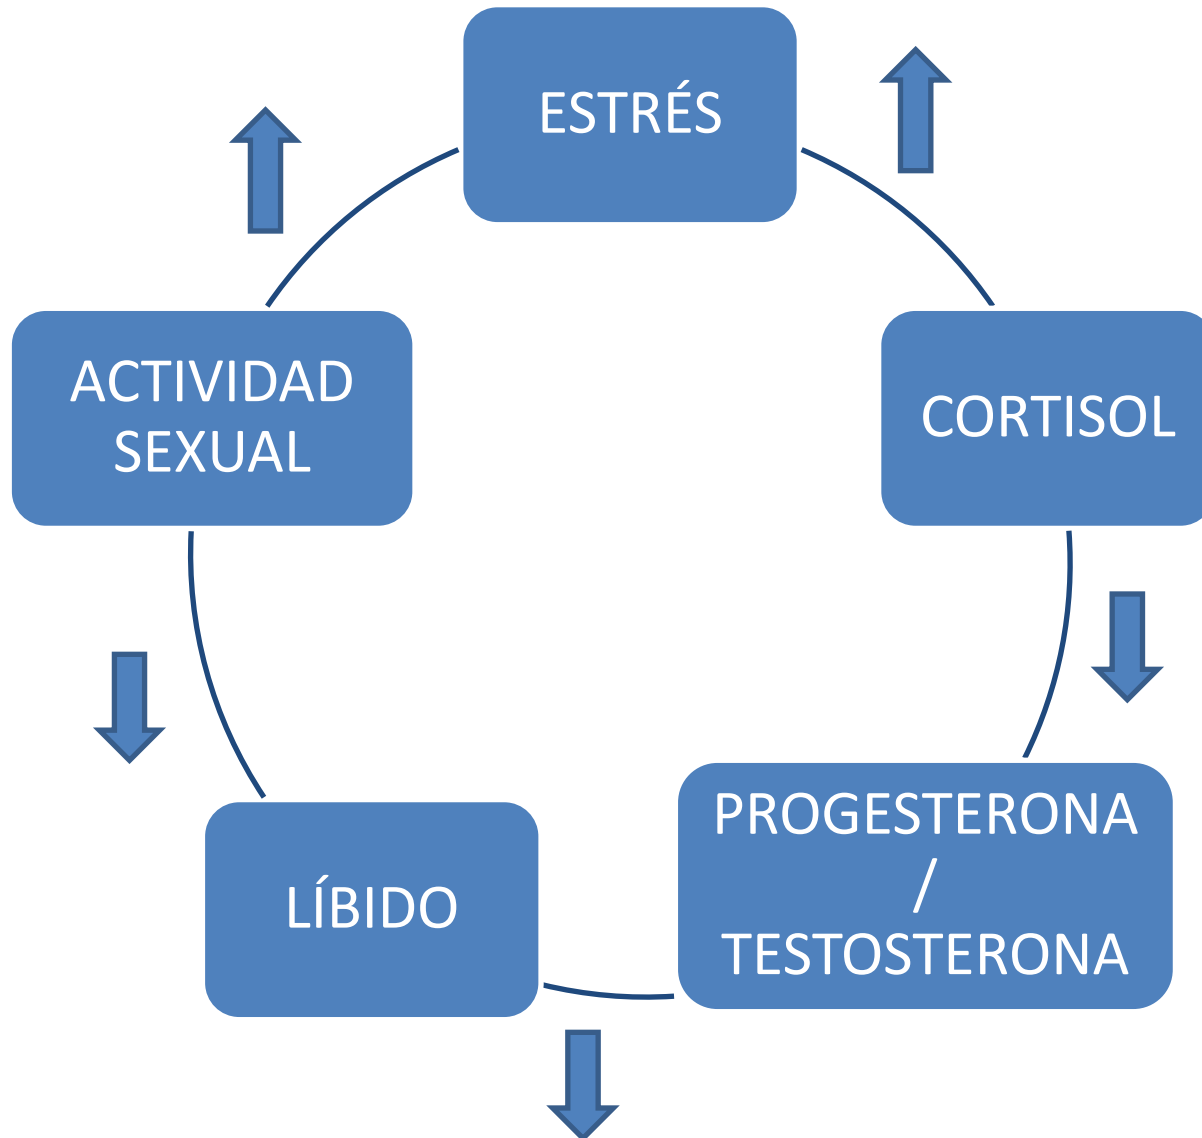 ESTRÉS
CORTISOL
PROGESTERONA
/
TESTOSTERONA
LÍBIDO
ACTIVIDAD
SEXUAL